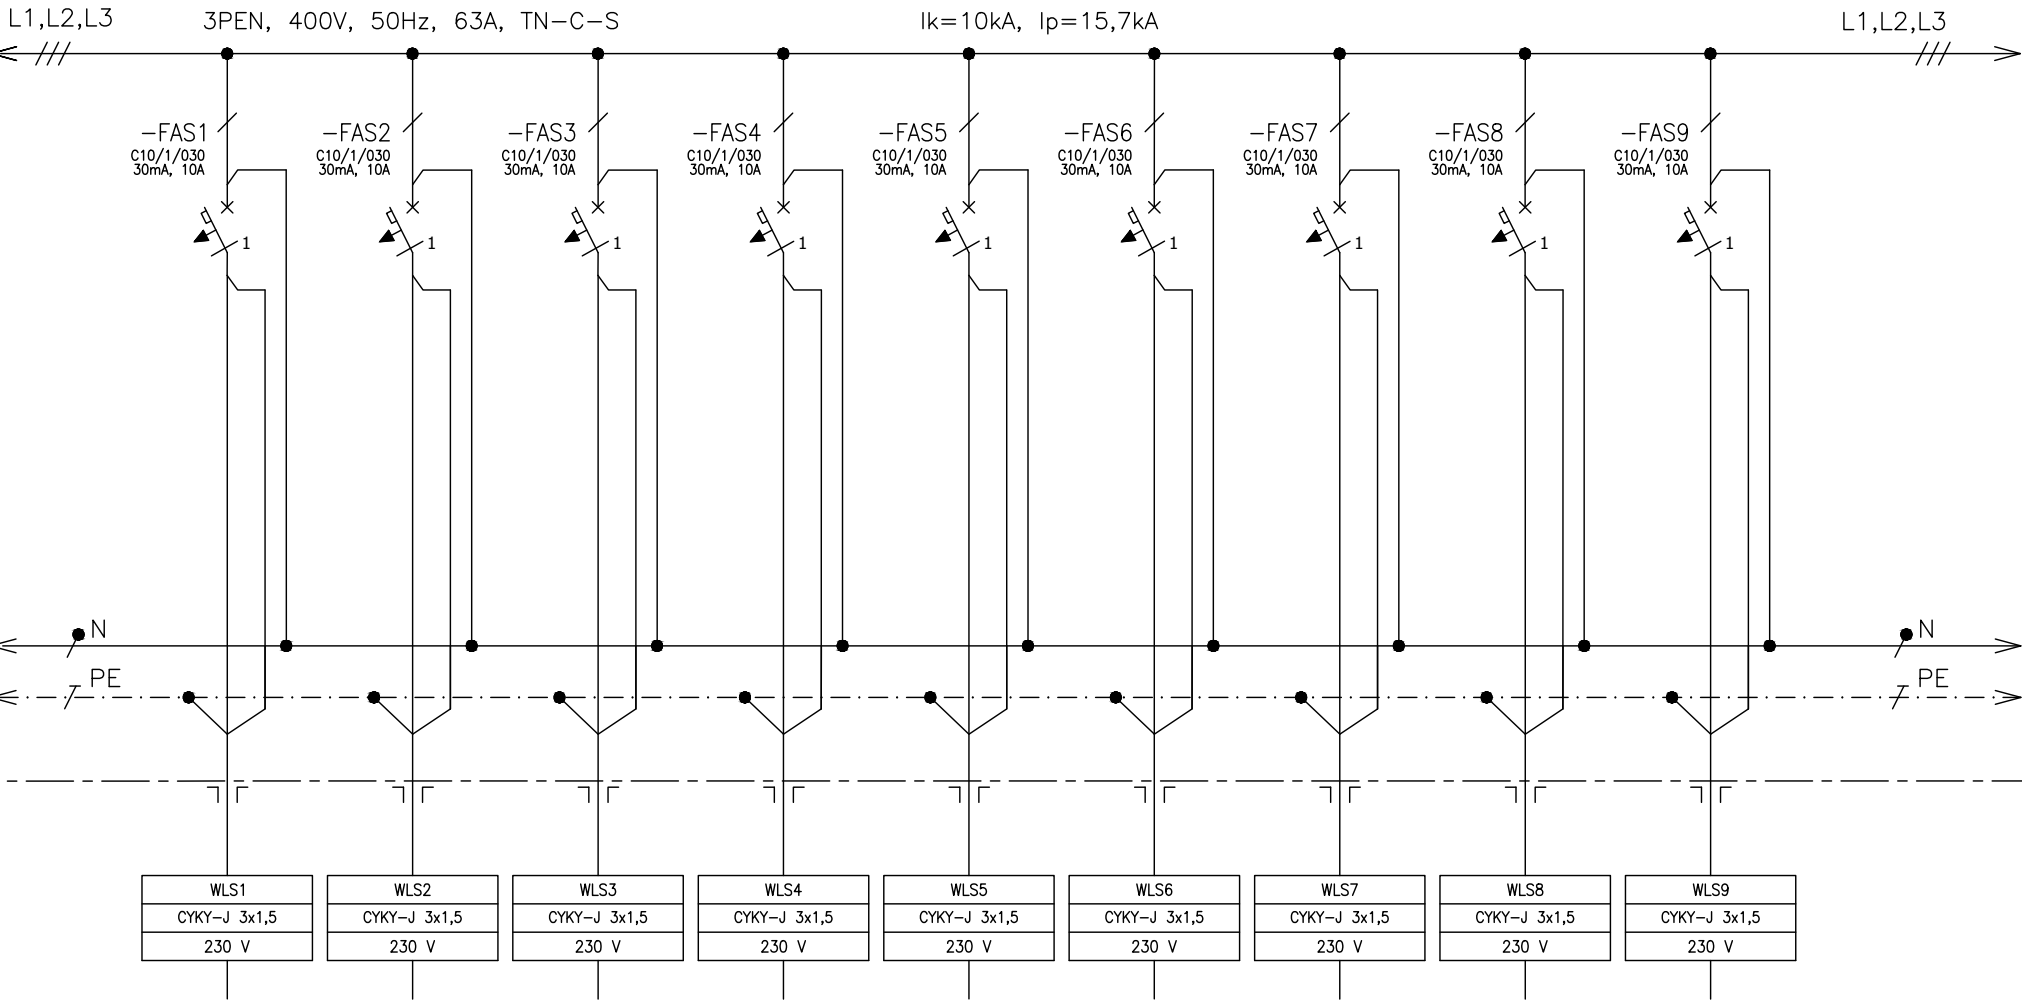 L1,L2,L3 3PEN, 400V, 50Hz, 63A, TN-C-S Ik=10kA, Ip=15,7kA L1,L2,L3
-FAS1 -FAS2 -FAS3 -FAS4 -FAS5 -FAS6 -FAS7 -FAS8 -FAS9
C10/1/030 C10/1/030 C10/1/030 C10/1/030 C10/1/030 C10/1/030 C10/1/030 C10/1/030 C10/1/030
30mA, 10A 30mA, 10A 30mA, 10A 30mA, 10A 30mA, 10A 30mA, 10A 30mA, 10A 30mA, 10A 30mA, 10A
1 1 1 1 1 1 1 1 1
N N
PE PE
WLS1 WLS2 WLS3 WLS4 WLS5 WLS6 WLS7 WLS8 WLS9
CYKY-J 3x1,5 CYKY-J 3x1,5 CYKY-J 3x1,5 CYKY-J 3x1,5 CYKY-J 3x1,5 CYKY-J 3x1,5 CYKY-J 3x1,5 CYKY-J 3x1,5 CYKY-J 3x1,5
230 V 230 V 230 V 230 V 230 V 230 V 230 V 230 V 230 V